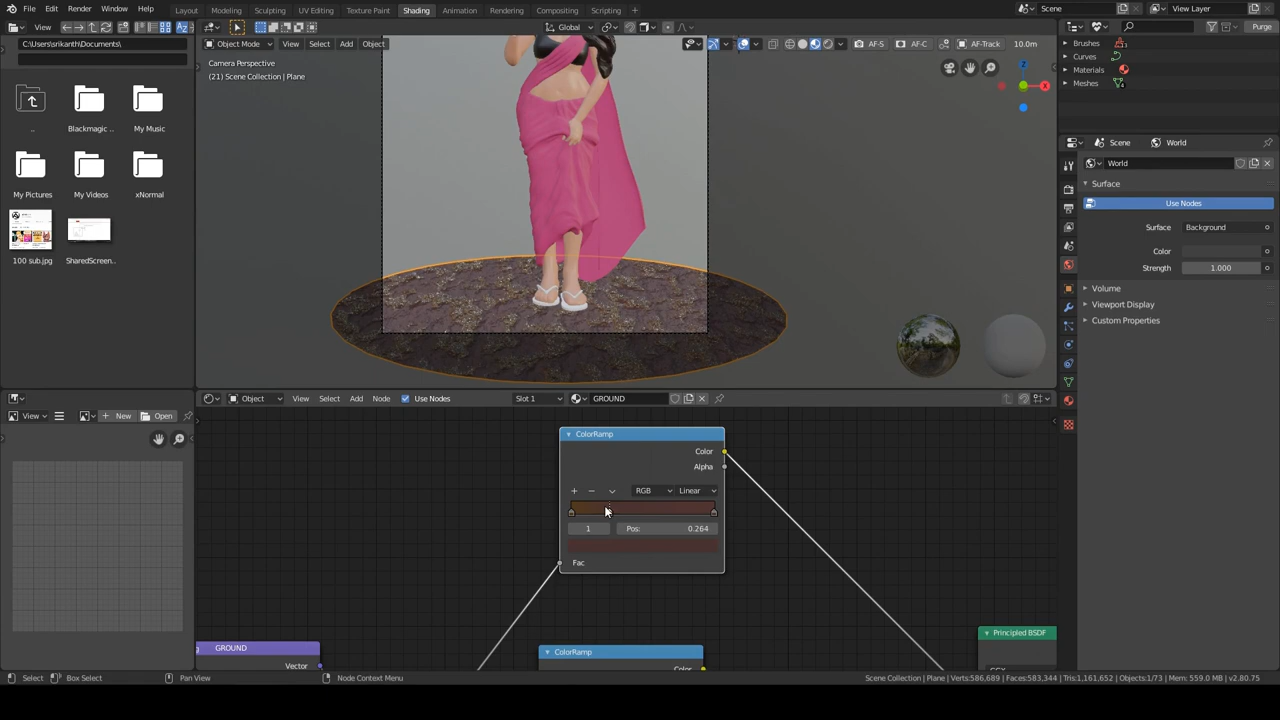 File Edit Render Window Help
Layout Modeling Sculpting UV Editing Texture Paint Shading Animation Rendering Compositing Scripting
Scene
View Layer
View
Object Mode View Select Add Object
Global
AF-S AF-C AF-Track 10.0m
Purge
C:\Users\srikanth\Documents\
..
Blackmagic ..
My Music
My Pictures
My Videos
xNormal
100 sub.jpg
SharedScreen..
Camera Perspective
(21) Scene Collection | Plane
Z
X
Brushes
Curves
Materials
Meshes
Scene World
World
Surface
Use Nodes
Surface Background
Color
Strength 1.000
Volume
Viewport Display
Custom Properties
View New Open
Object View Select Add Node Use Nodes Slot 1 GROUND
ColorRamp
Color
Alpha
RGB Linear
1 Pos: 0.264
Fac
GROUND
Vector
ColorRamp
Color
Principled BSDF
GGX
Select Box Select Pan View Node Context Menu
Scene Collection | Plane | Verts:586,689 | Faces:583,344 | Tris:1,161,652 | Objects:1/73 | Mem: 559.0 MB | v2.80.75